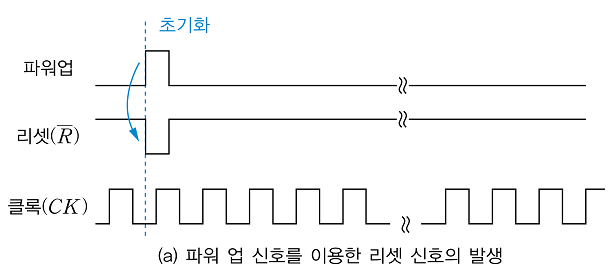 초기화
파워업
리셋(R̅)
클록(CK)
(a) 파워 업 신호를 이용한 리셋 신호의 발생